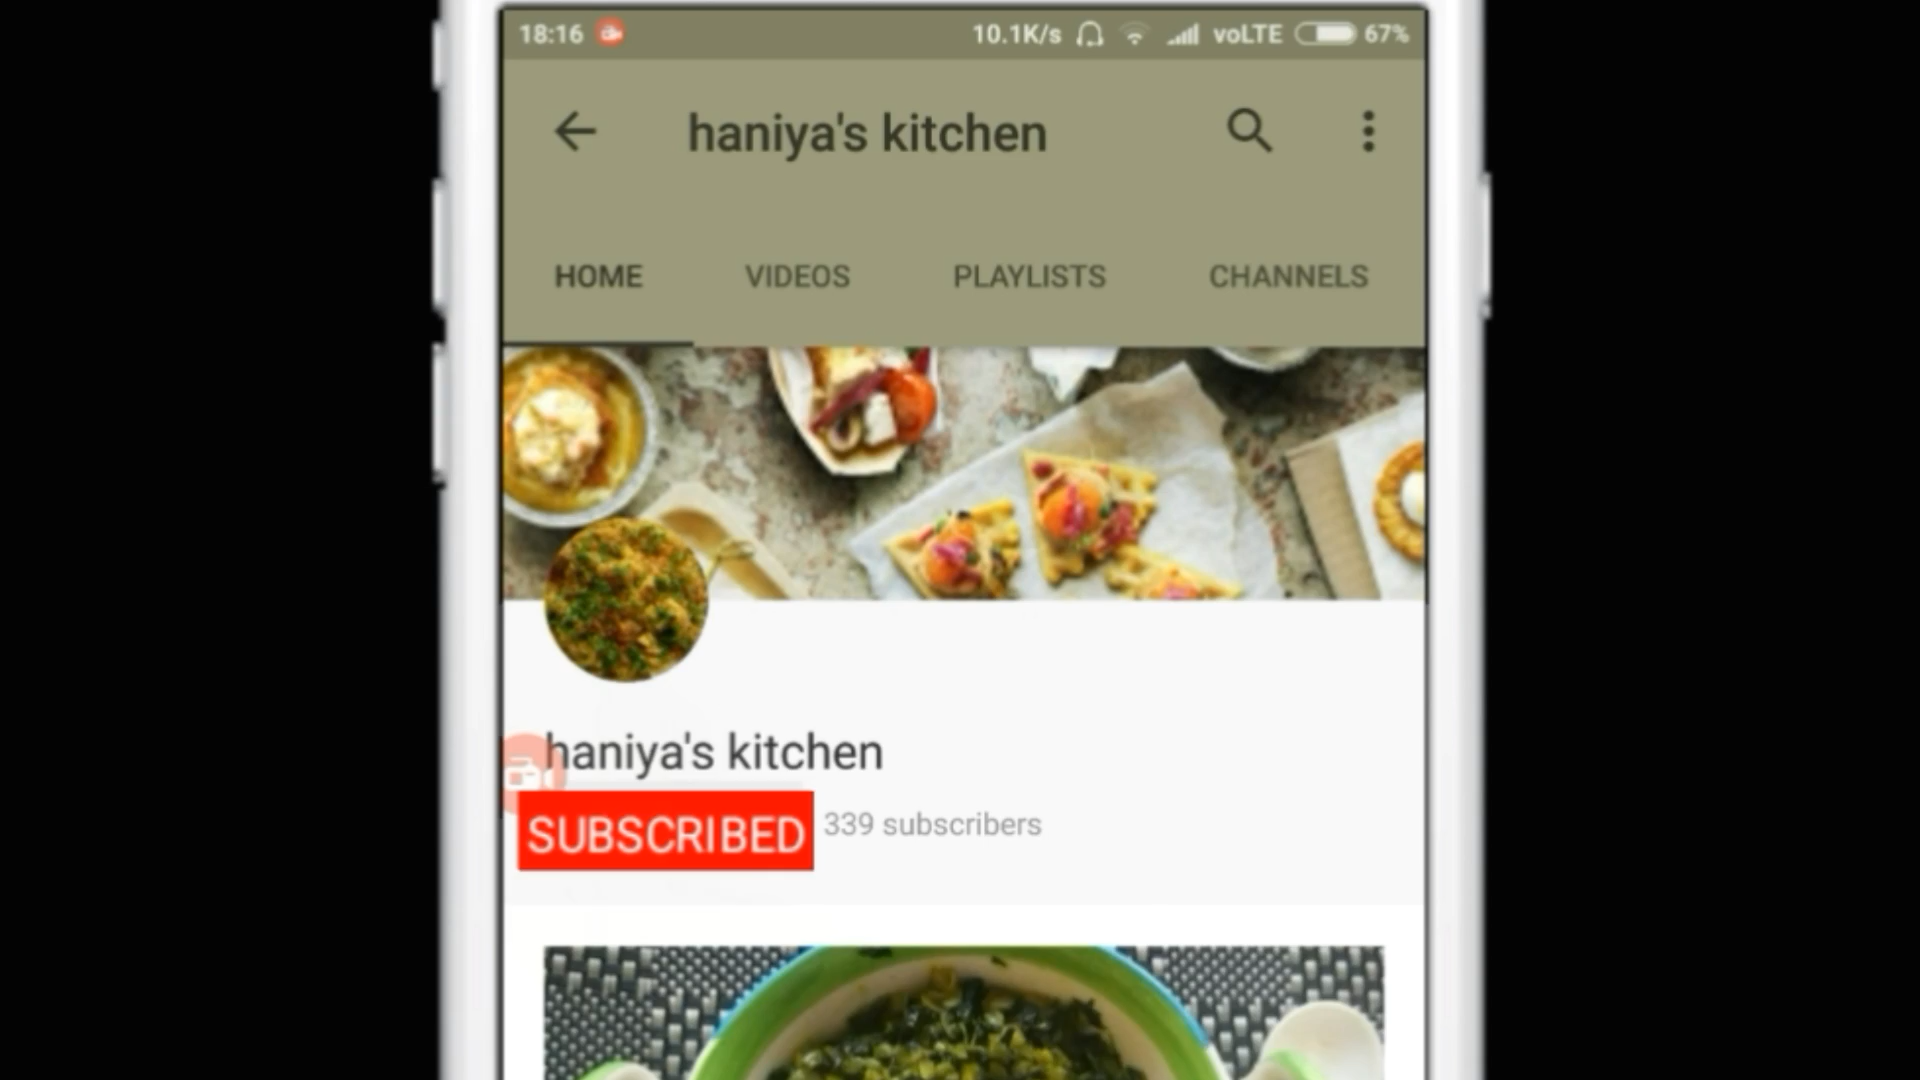 18:16 10.1K/s VoLTE 67%
haniya's kitchen
HOME VIDEOS PLAYLISTS CHANNELS
haniya's kitchen
SUBSCRIBED 339 subscribers